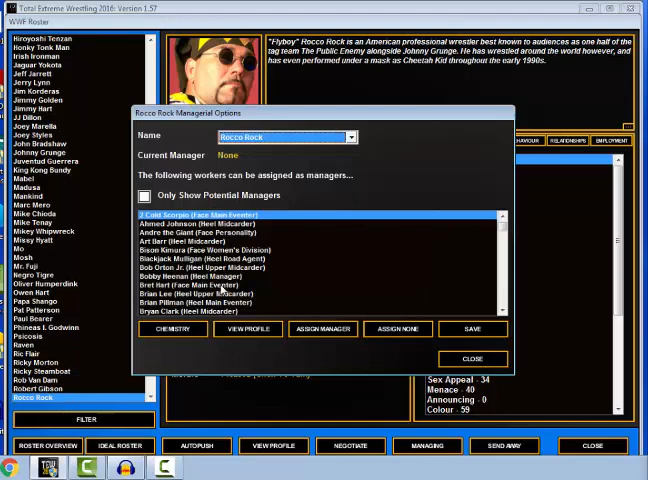 Total Extreme Wrestling 2016: Version 1.57
WWF Roster
Hiroyoshi Tenzan
Honky Tonk Man
Irish Ironman
Jaguar Yokota
Jeff Jarrett
Jerry Lynn
Jim Korderas
Jimmy Golden
Jimmy Hart
JJ Dillon
Joey Marella
Joey Styles
John Bradshaw
Johnny Grunge
Juventud Guerrera
King Kong Bundy
Mabel
Madusa
Mankind
Marc Mero
Mike Chioda
Mike Tenay
Mikey Whipwreck
Missy Hyatt
Mo
Mosh
Mr. Fuji
Negro Tigre
Oliver Humperdink
Owen Hart
Papa Shango
Pat Patterson
Paul Bearer
Phineas I. Godwinn
Psicosis
Raven
Ric Flair
Ricky Morton
Ricky Steamboat
Rob Van Dam
Robert Gibson
Rocco Rock
FILTER
"Flyboy" Rocco Rock is an American professional wrestler best known to audiences as one half of the
tag team The Public Enemy alongside Johnny Grunge. He has wrestled around the world however, and
has even performed under a mask as Cheetah Kid throughout the early 1990s.
RELATIONSHIPS
EMPLOYMENT
Rocco Rock Managerial Options
Name
Rocco Rock
Current Manager
None
The following workers can be assigned as managers...
Only Show Potential Managers
2 Cold Scorpio (Face Main Eventer)
Ahmed Johnson (Heel Midcarder)
Andre the Giant (Face Personality)
Art Barr (Heel Midcarder)
Bison Kimura (Face Women's Division)
Blackjack Mulligan (Heel Road Agent)
Bob Orton Jr. (Heel Upper Midcarder)
Bobby Heenan (Heel Manager)
Bret Hart (Face Main Eventer)
Brian Lee (Heel Upper Midcarder)
Brian Pillman (Heel Main Eventer)
Bryan Clark (Heel Midcarder)
CHEMISTRY
VIEW PROFILE
ASSIGN MANAGER
ASSIGN NONE
SAVE
CLOSE
Sex Appeal - 34
Menace - 40
Announcing - 0
Colour - 59
ROSTER OVERVIEW
IDEAL ROSTER
AUTOPUSH
VIEW PROFILE
NEGOTIATE
MANAGING
SEND AWAY
CLOSE